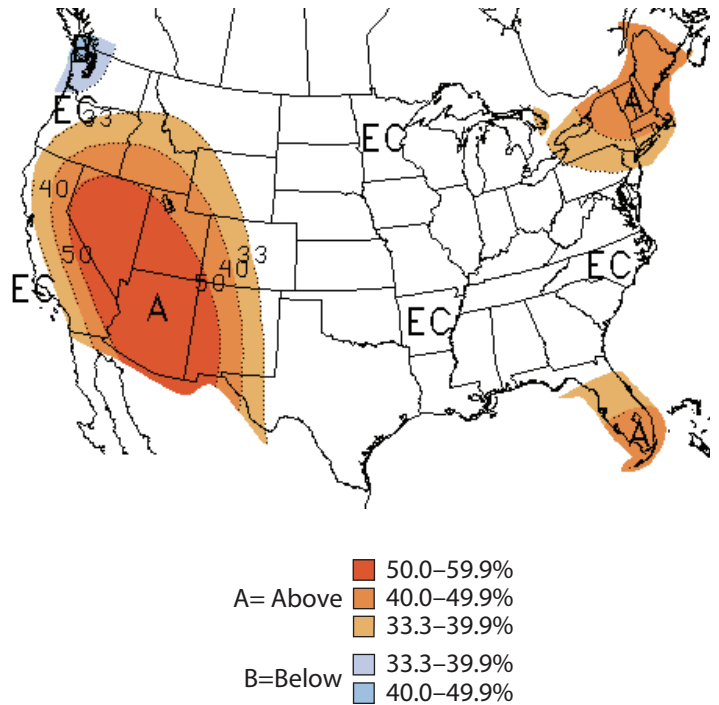 B
EC
33
A
EC
40
50
33
40
50
EC
A
EC
EC
A
50.0–59.9%
A= Above
40.0–49.9%
33.3–39.9%
33.3–39.9%
B=Below
40.0–49.9%